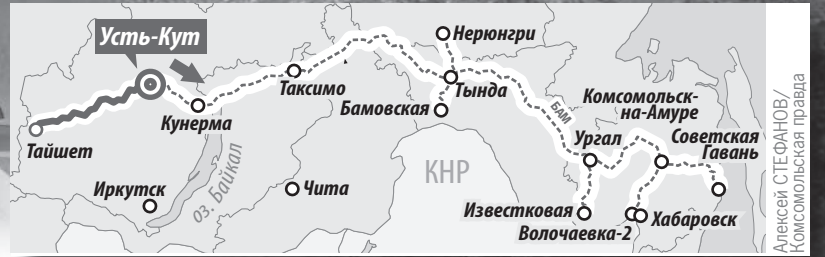 Усть-Кут
Нерюнгри
Таксимо
Тында
Кунерма
Бамовская
БАМ
Комсомольск-
на-Амуре
Тайшет
Ургал
Советская
Гавань
оз. Байкал
КНР
Иркутск
Чита
Известковая
Хабаровск
Волочаевка-2
Алексей СТЕФАНОВ/
Комсомольская правда